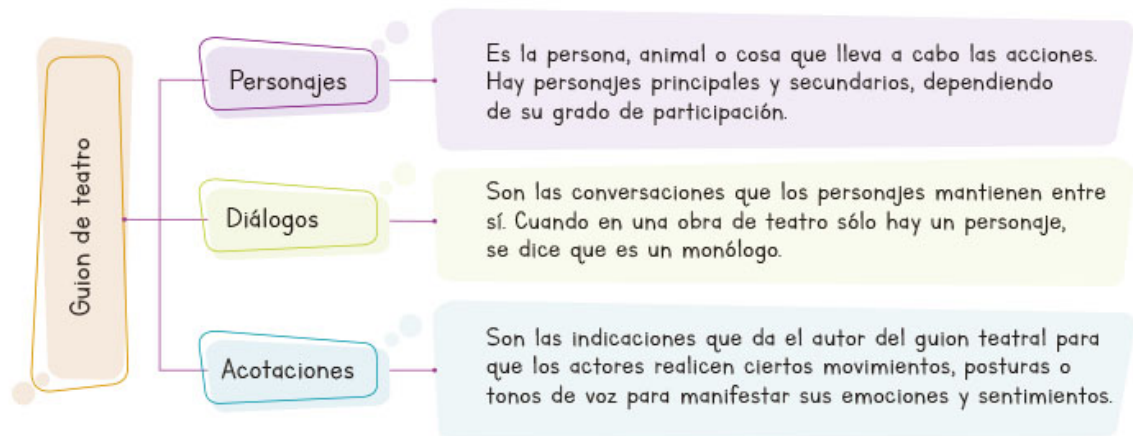 Guion de teatro
Personajes
Es la persona, animal o cosa que lleva a cabo las acciones.
Hay personajes principales y secundarios, dependiendo
de su grado de participación.
Diálogos
Son las conversaciones que los personajes mantienen entre
sí. Cuando en una obra de teatro sólo hay un personaje,
se dice que es un monólogo.
Acotaciones
Son las indicaciones que da el autor del guion teatral para
que los actores realicen ciertos movimientos, posturas o
tonos de voz para manifestar sus emociones y sentimientos.